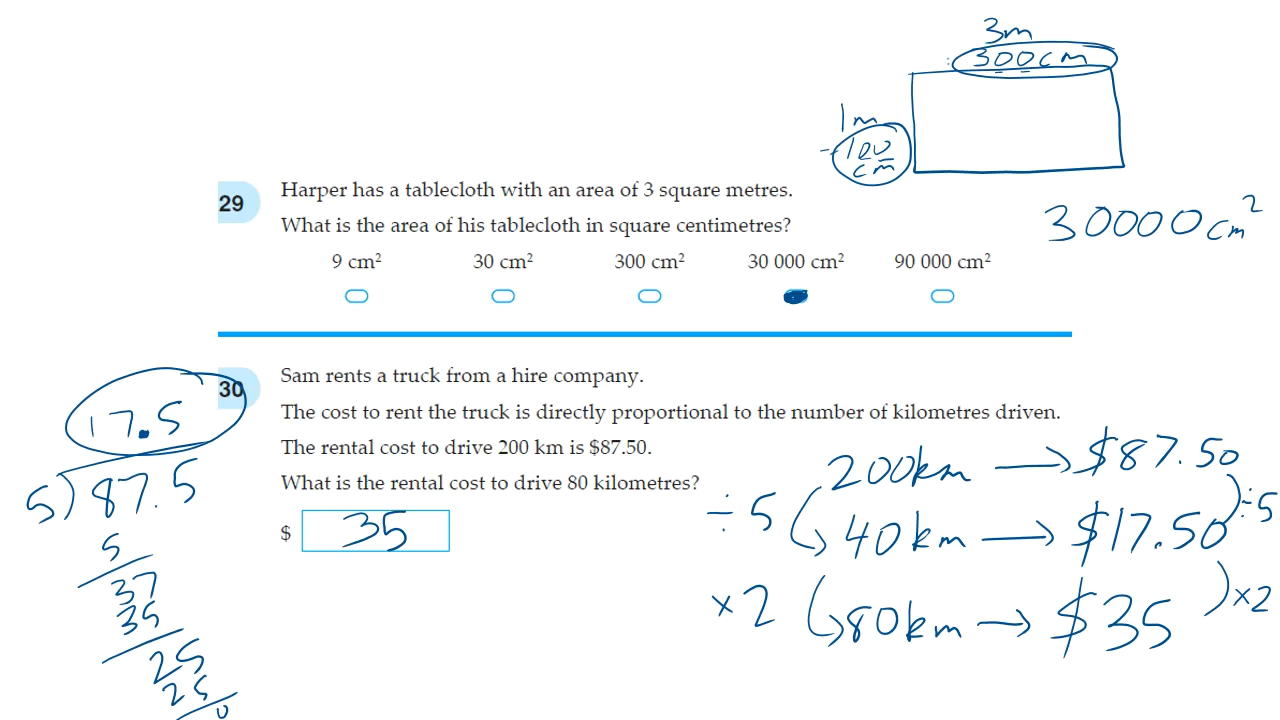 3m
300cm
1m
100
cm
30000cm²
29
Harper has a tablecloth with an area of 3 square metres.
What is the area of his tablecloth in square centimetres?
9 cm² 30 cm² 300 cm² 30 000 cm² 90 000 cm²
30
Sam rents a truck from a hire company.
The cost to rent the truck is directly proportional to the number of kilometres driven.
The rental cost to drive 200 km is $87.50.
What is the rental cost to drive 80 kilometres?
$ 35
17.5
5)87.5
5
37
35
25
25
0
200km → $87.50
÷5 40km → $17.50 ÷5
×2 80km → $35 ×2